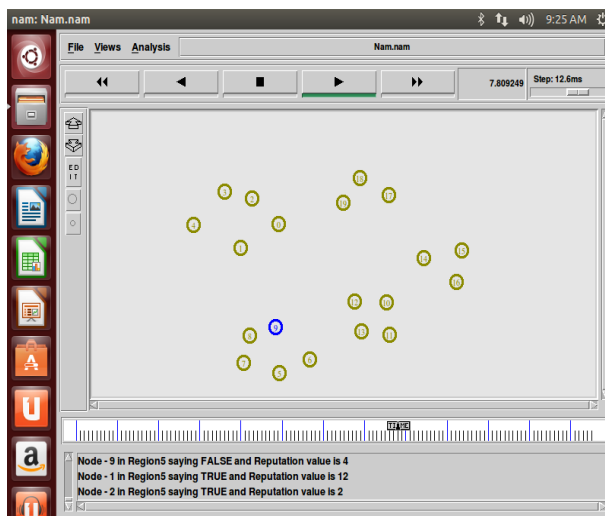 nam: Nam.nam
9:25 AM
File Views Analysis Nam.nam
7.809249 Step: 12.6ms
ED
IT
18
3
2
19
17
4
0
1
15
14
16
12
10
9
8
13
11
6
7
5
TIME
Node - 9 in Region5 saying FALSE and Reputation value is 4
Node - 1 in Region5 saying TRUE and Reputation value is 12
Node - 2 in Region5 saying TRUE and Reputation value is 2